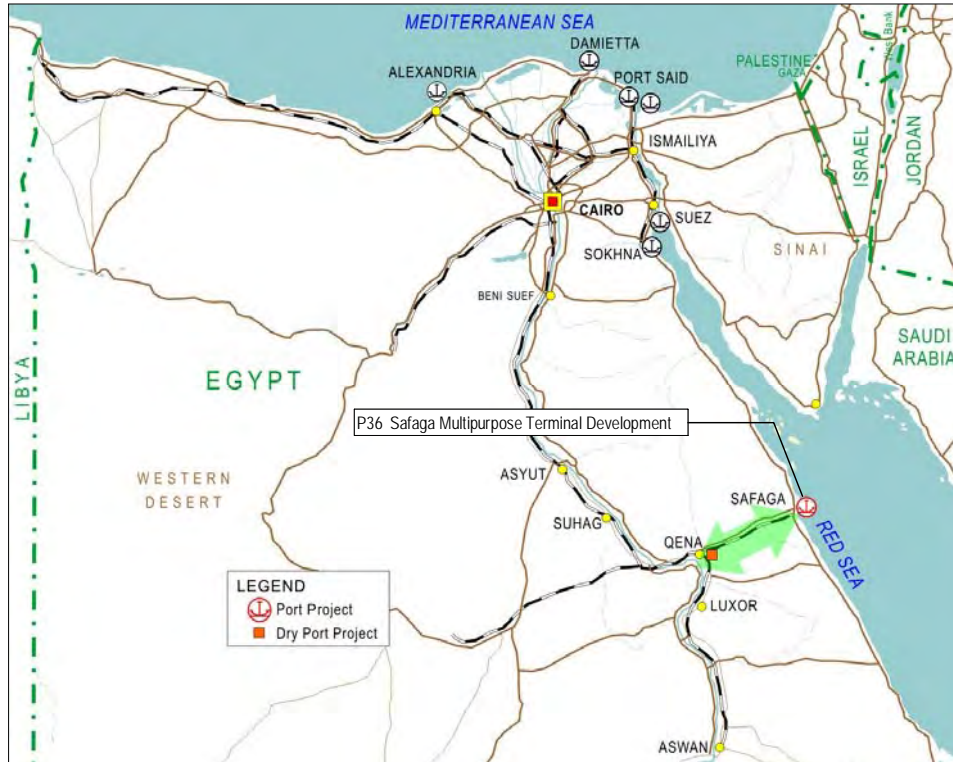 MEDITERRANEAN SEA
DAMIETTA
ALEXANDRIA
PORT SAID
PALESTINE
GAZA
West Bank
ISMAILIYA
ISRAEL
JORDAN
CAIRO
SUEZ
SOKHNA
SINAI
BENI SUEF
SAUDI
ARABIA
LIBYA
EGYPT
P36 Safaga Multipurpose Terminal Development
WESTERN
DESERT
ASYUT
SAFAGA
SUHAG
RED SEA
QENA
LEGEND
Port Project
Dry Port Project
LUXOR
ASWAN